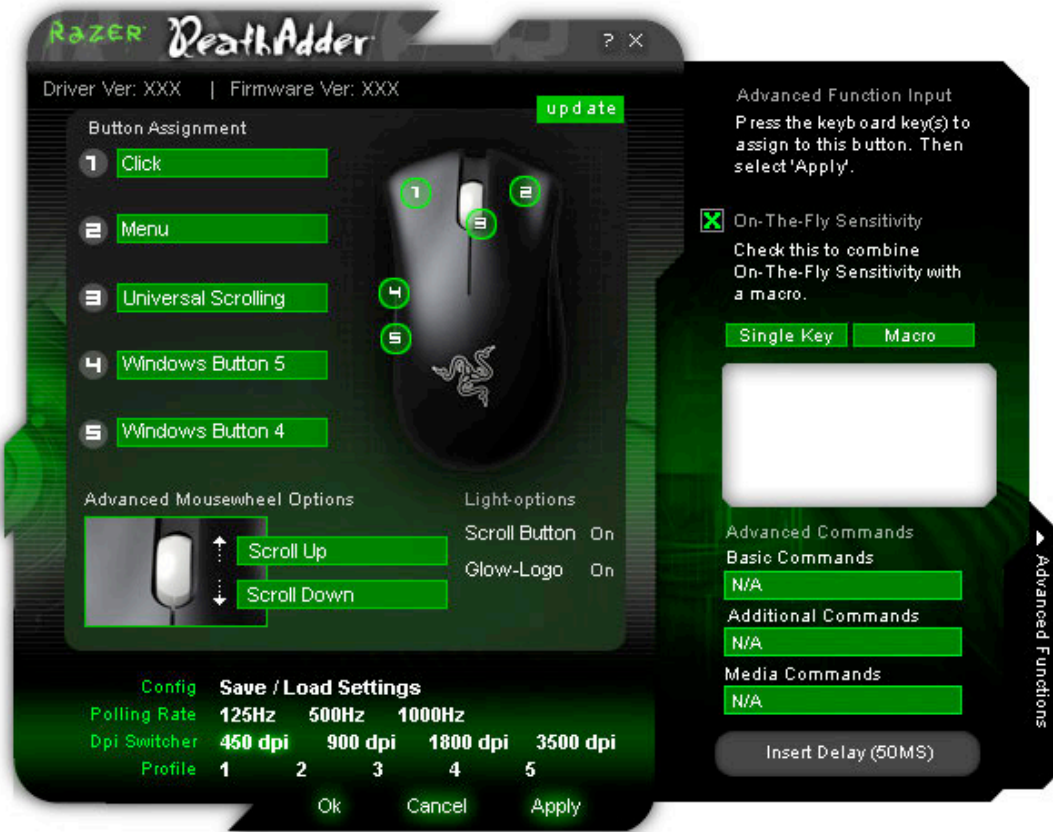 RAZER DeathAdder ? X
Driver Ver: XXX | Firmware Ver: XXX
update
Button Assignment
1 Click
2 Menu
3 Universal Scrolling
4 Windows Button 5
5 Windows Button 4
1
2
3
4
5
Advanced Mousewheel Options
Scroll Up
Scroll Down
Light-options
Scroll Button On
Glow-Logo On
Config Save / Load Settings
Polling Rate 125Hz 500Hz 1000Hz
Dpi Switcher 450 dpi 900 dpi 1800 dpi 3500 dpi
Profile 1 2 3 4 5
Ok Cancel Apply
Advanced Function Input
Press the keyboard key(s) to
assign to this button. Then
select 'Apply'.
X On-The-Fly Sensitivity
Check this to combine
On-The-Fly Sensitivity with
a macro.
Single Key Macro
Advanced Commands
Basic Commands
N/A
Additional Commands
N/A
Media Commands
N/A
Insert Delay (50MS)
Advanced Functions